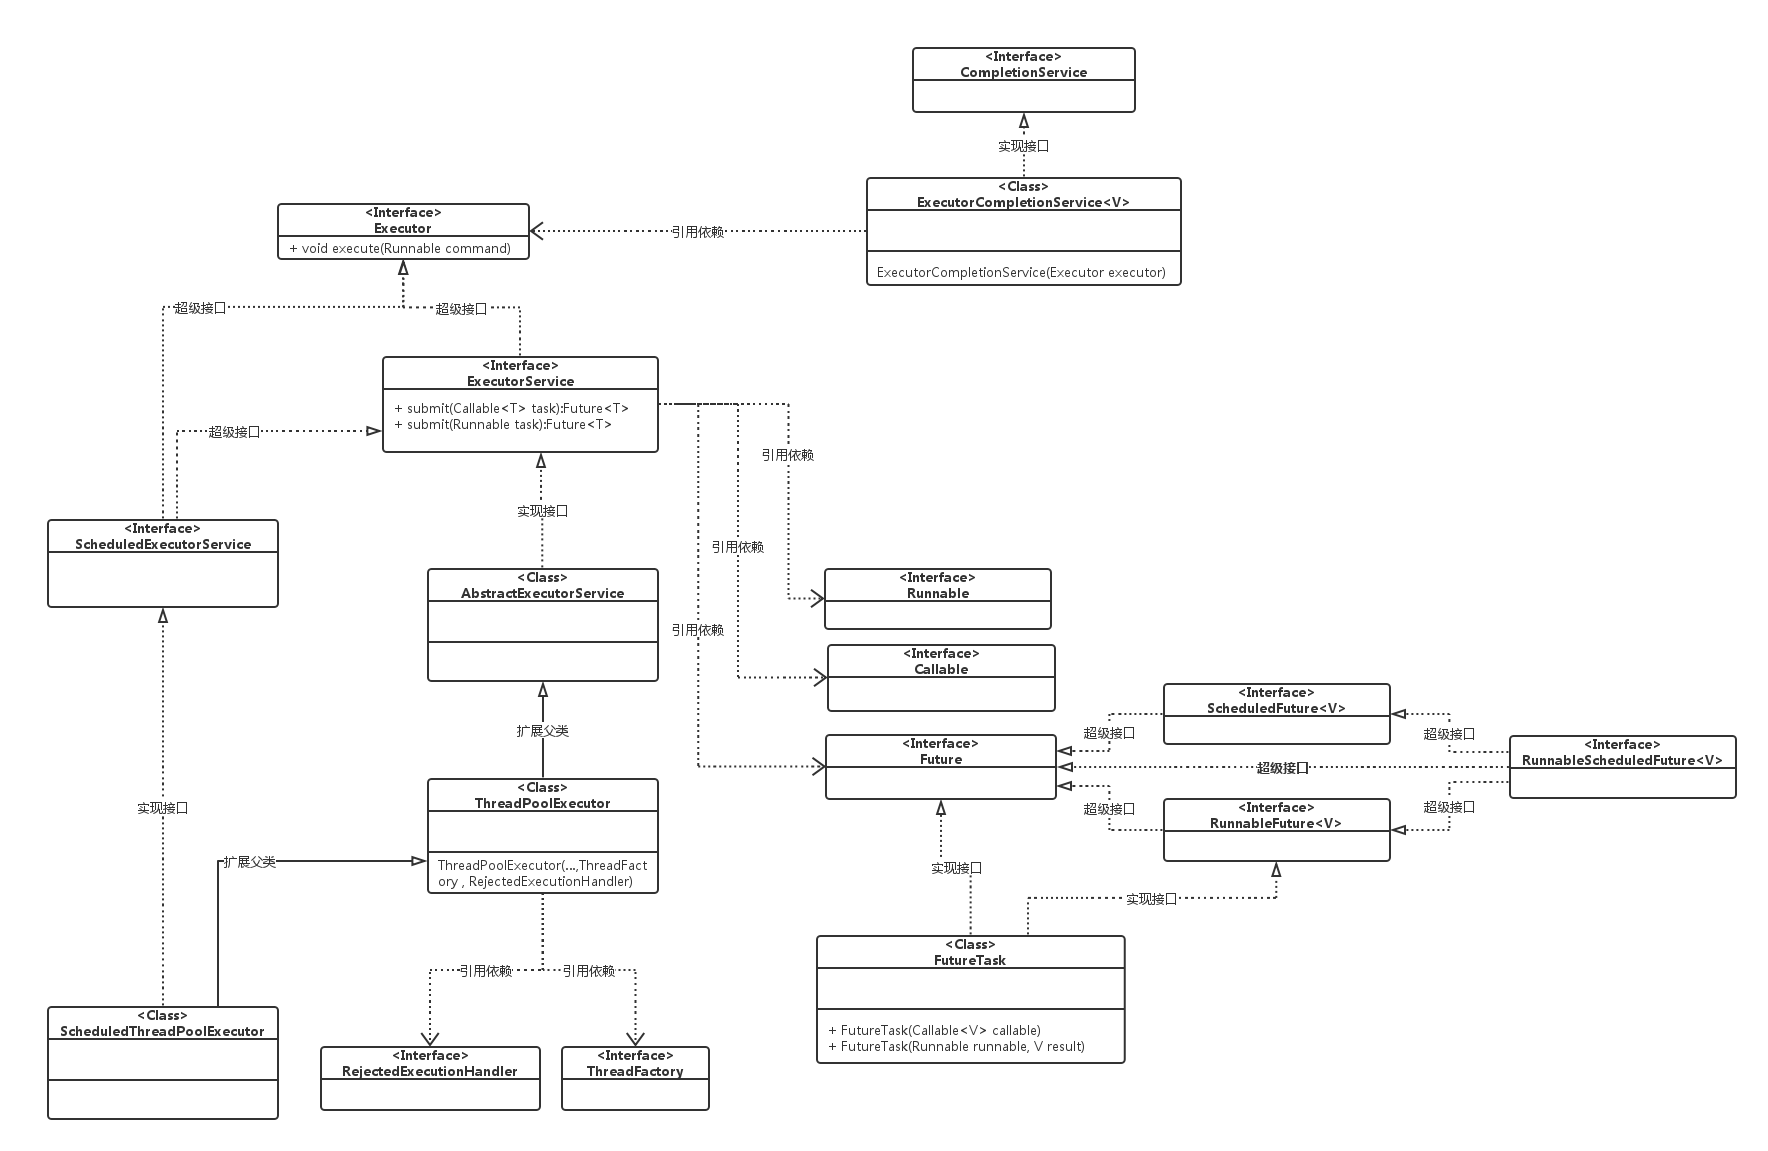 <Interface>
CompletionService
实现接口
<Class>
ExecutorCompletionService<V>
ExecutorCompletionService(Executor executor)
<Interface>
Executor
+ void execute(Runnable command)
引用依赖
超级接口
超级接口
<Interface>
ExecutorService
+ submit(Callable<T> task):Future<T>
+ submit(Runnable task):Future<T>
超级接口
引用依赖
实现接口
引用依赖
<Interface>
ScheduledExecutorService
<Class>
AbstractExecutorService
引用依赖
<Interface>
Runnable
<Interface>
Callable
扩展父类
<Interface>
Future
超级接口
<Interface>
ScheduledFuture<V>
超级接口
超级接口
<Interface>
RunnableScheduledFuture<V>
超级接口
<Interface>
RunnableFuture<V>
超级接口
<Class>
ThreadPoolExecutor
ThreadPoolExecutor(...,ThreadFact
ory , RejectedExecutionHandler)
实现接口
扩展父类
实现接口
实现接口
<Class>
FutureTask
+ FutureTask(Callable<V> callable)
+ FutureTask(Runnable runnable, V result)
引用依赖
引用依赖
<Class>
ScheduledThreadPoolExecutor
<Interface>
RejectedExecutionHandler
<Interface>
ThreadFactory